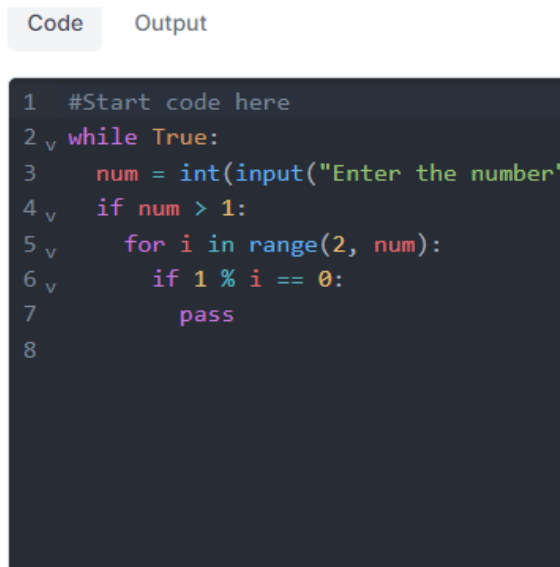 Code Output
1 #Start code here
2 v while True:
3 num = int(input("Enter the number"
4 v if num > 1:
5 v for i in range(2, num):
6 v if 1 % i == 0:
7 pass
8